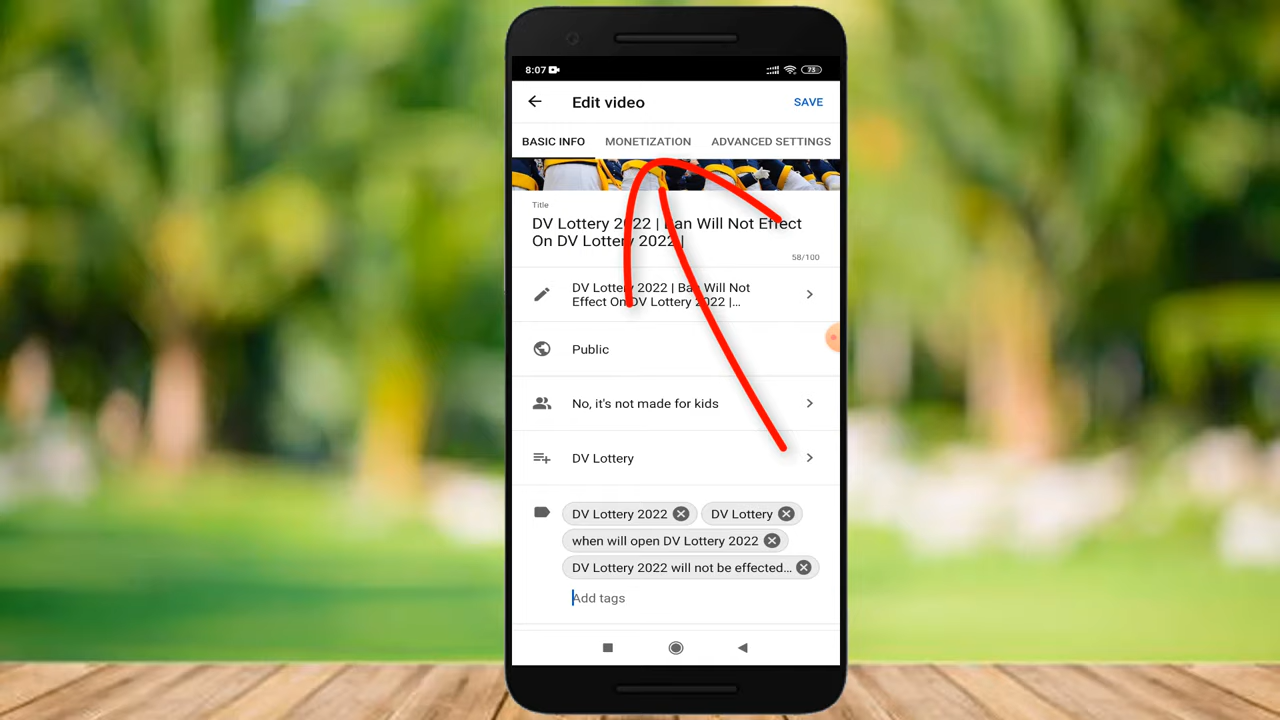 8:07
73
Edit video
SAVE
BASIC INFO
MONETIZATION
ADVANCED SETTINGS
Title
DV Lottery 2022 | Ban Will Not Effect
On DV Lottery 2022 |
58/100
DV Lottery 2022 | Ban Will Not
Effect On DV Lottery 2022 |...
Public
No, it's not made for kids
DV Lottery
DV Lottery 2022
DV Lottery
when will open DV Lottery 2022
DV Lottery 2022 will not be effected...
Add tags